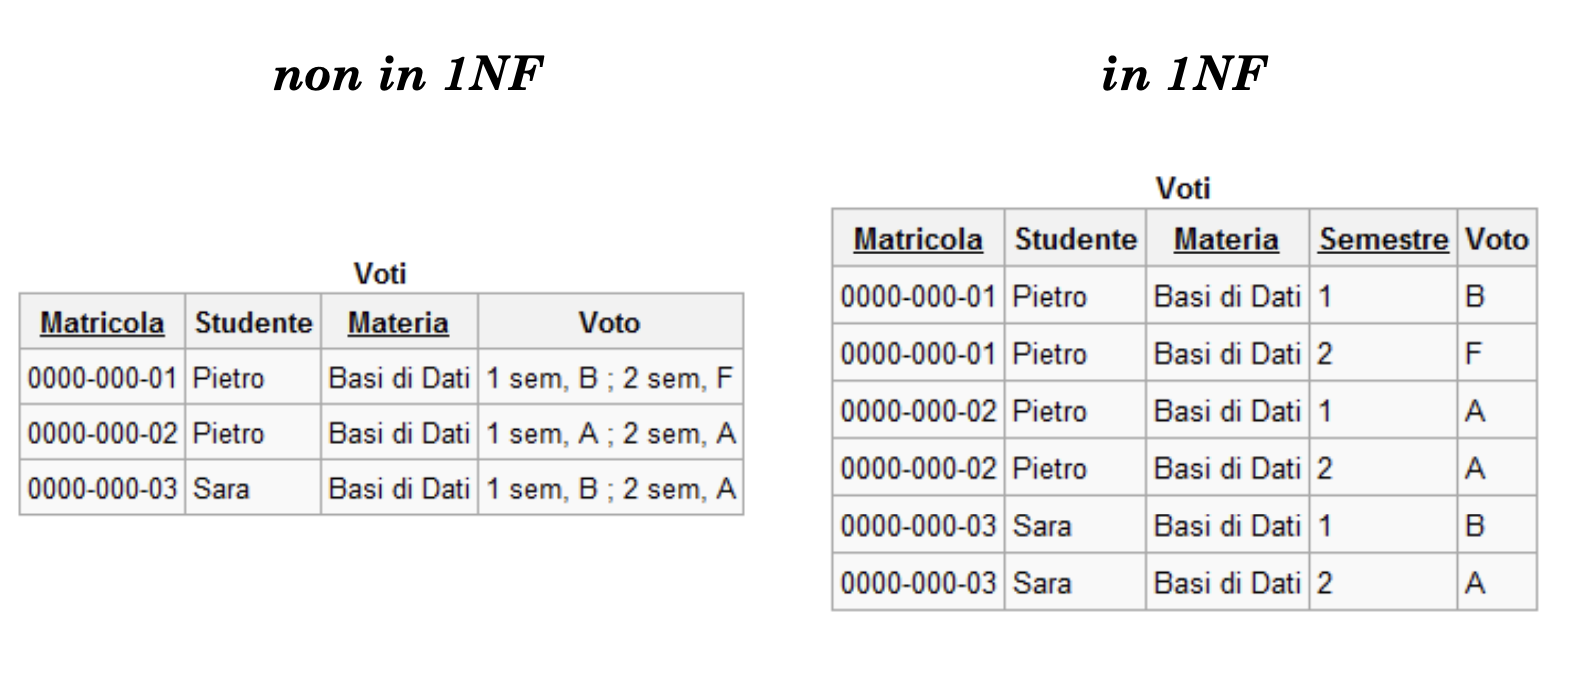 non in 1NF
in 1NF
Voti
Matricola Studente Materia Voto
0000-000-01 Pietro Basi di Dati 1 sem, B ; 2 sem, F
0000-000-02 Pietro Basi di Dati 1 sem, A ; 2 sem, A
0000-000-03 Sara Basi di Dati 1 sem, B ; 2 sem, A
Voti
Matricola Studente Materia Semestre Voto
0000-000-01 Pietro Basi di Dati 1 B
0000-000-01 Pietro Basi di Dati 2 F
0000-000-02 Pietro Basi di Dati 1 A
0000-000-02 Pietro Basi di Dati 2 A
0000-000-03 Sara Basi di Dati 1 B
0000-000-03 Sara Basi di Dati 2 A